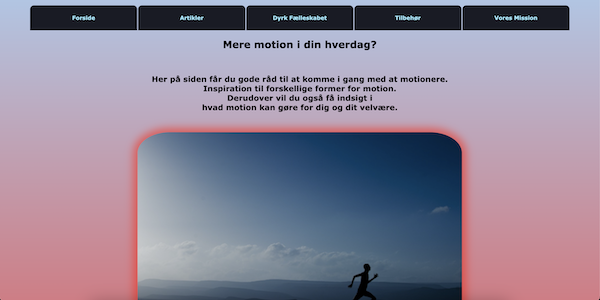 Forside
Artikler
Dyrk Fælleskabet
Tilbehør
Vores Mission
Mere motion i din hverdag?
Her på siden får du gode råd til at komme i gang med at motionere.
Inspiration til forskellige former for motion.
Derudover vil du også få indsigt i
hvad motion kan gøre for dig og dit velvære.